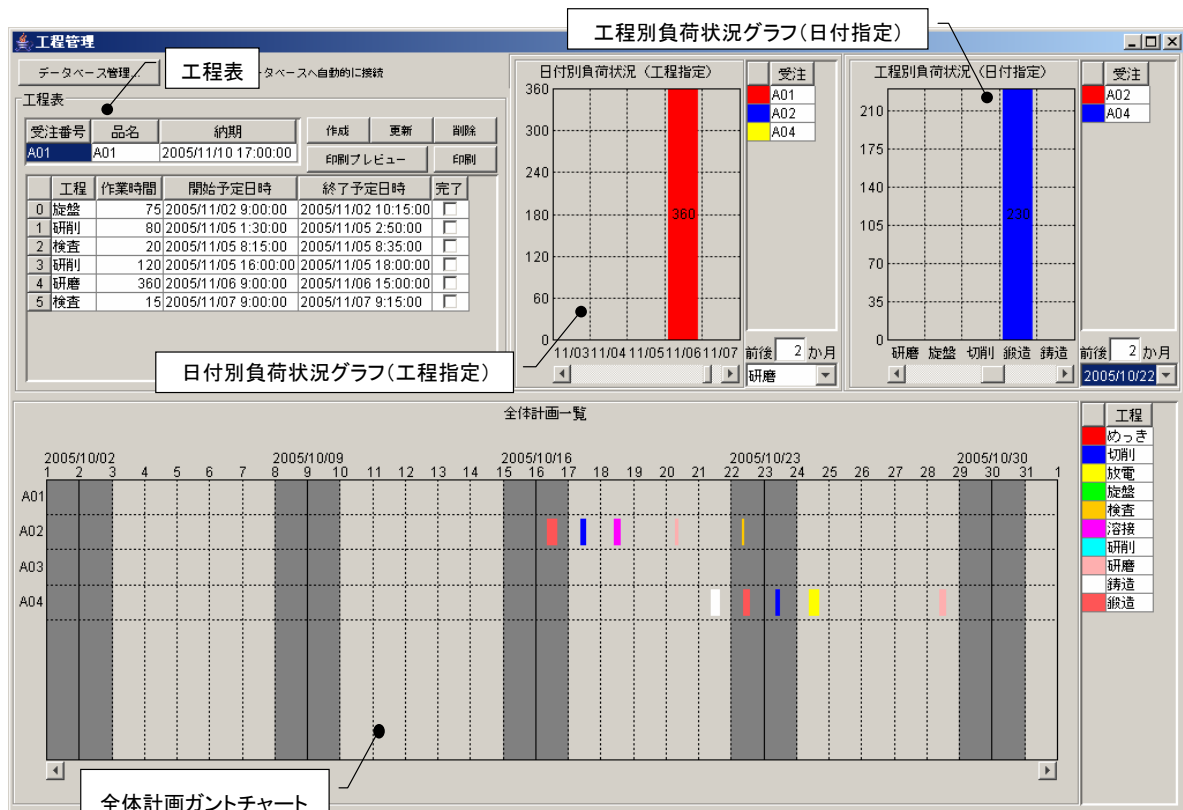 工程別負荷状況グラフ(日付指定)
工程管理
データベース管理...
工程表
タベースへ自動的に接続
工程表
受注番号 品名 納期
A01 A01 2005/11/10 17:00:00
作成 更新 削除
印刷プレビュー 印刷
工程 作業時間 開始予定日時 終了予定日時 完了
0 旋盤 75 2005/11/02 9:00:00 2005/11/02 10:15:00
1 研削 80 2005/11/05 1:30:00 2005/11/05 2:50:00
2 検査 20 2005/11/05 8:15:00 2005/11/05 8:35:00
3 研削 120 2005/11/05 16:00:00 2005/11/05 18:00:00
4 研磨 360 2005/11/06 9:00:00 2005/11/06 15:00:00
5 検査 15 2005/11/07 9:00:00 2005/11/07 9:15:00
日付別負荷状況グラフ(工程指定)
日付別負荷状況(工程指定)
360
300
240
180
120
60
0
360
11/03 11/04 11/05 11/06 11/07
受注
A01
A02
A04
前後 2 か月
研磨
工程別負荷状況(日付指定)
210
175
140
105
70
35
0
230
研磨 旋盤 切削 鍛造 鋳造
受注
A02
A04
前後 2 か月
2005/10/22
全体計画一覧
2005/10/02 2005/10/09 2005/10/16 2005/10/23 2005/10/30
1 2 3 4 5 6 7 8 9 10 11 12 13 14 15 16 17 18 19 20 21 22 23 24 25 26 27 28 29 30 31 1
A01
A02
A03
A04
工程
めっき
切削
放電
旋盤
検査
溶接
研削
研磨
鋳造
鍛造
全体計画ガントチャート